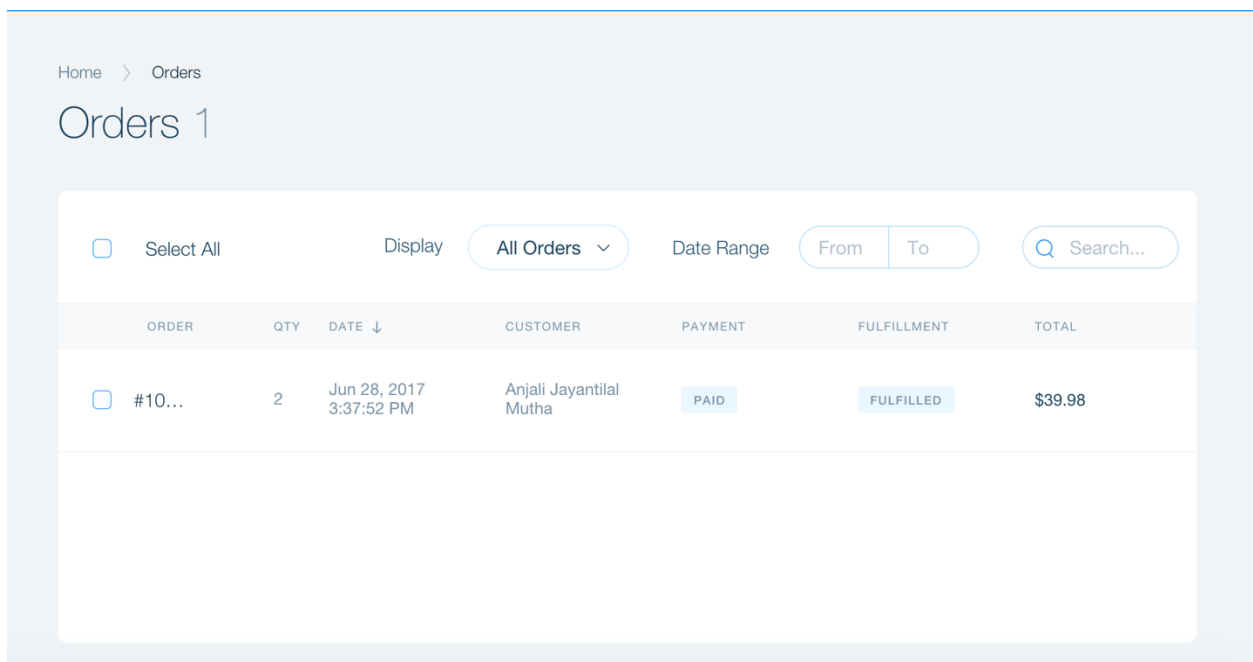 Home > Orders
Orders 1
Select All Display All Orders Date Range From To Search...
ORDER QTY DATE ↓ CUSTOMER PAYMENT FULFILLMENT TOTAL
#10... 2 Jun 28, 2017 Anjali Jayantilal PAID FULFILLED $39.98
3:37:52 PM Mutha